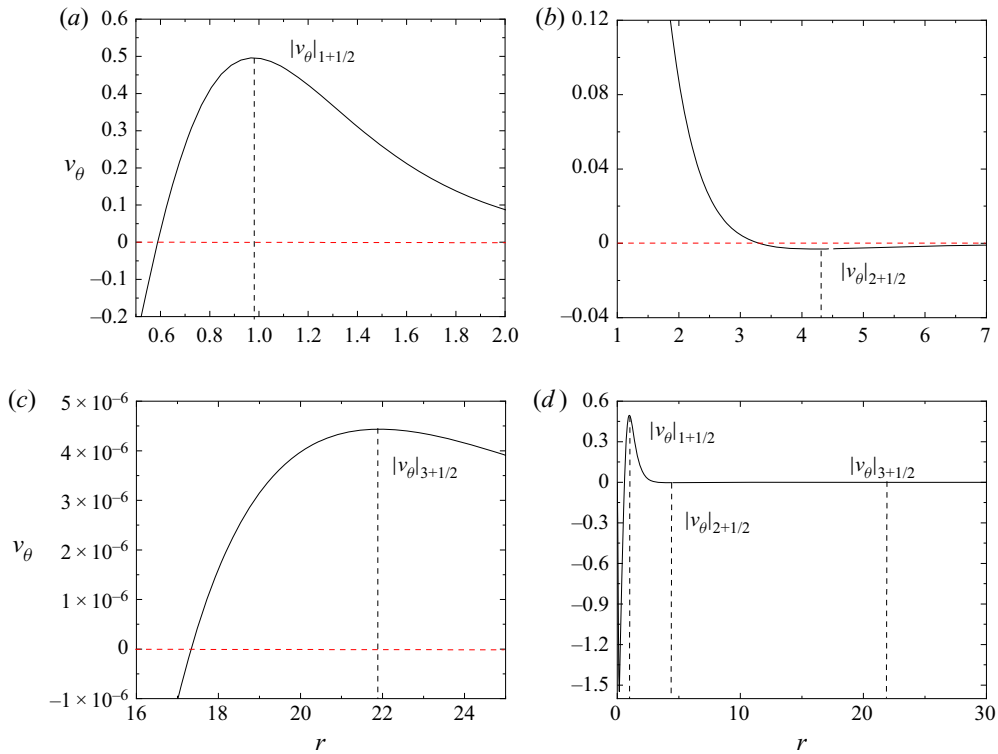 (a)
0.6
0.5
0.4
0.3
0.2
0.1
0
–0.1
–0.2
v_θ
|v_θ|_{1+1/2}
0.6 0.8 1.0 1.2 1.4 1.6 1.8 2.0
(b)
0.12
0.08
0.04
0
–0.04
|v_θ|_{2+1/2}
1 2 3 4 5 6 7
(c)
5 × 10^{–6}
4 × 10^{–6}
3 × 10^{–6}
2 × 10^{–6}
1 × 10^{–6}
0
–1 × 10^{–6}
v_θ
|v_θ|_{3+1/2}
16 18 20 22 24
r
(d)
0.6
0.3
0
–0.3
–0.6
–0.9
–1.2
–1.5
|v_θ|_{1+1/2}
|v_θ|_{3+1/2}
|v_θ|_{2+1/2}
0 10 20 30
r